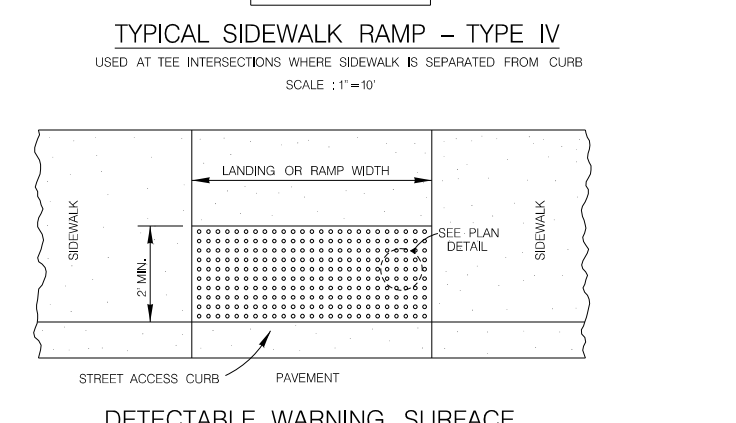 TYPICAL SIDEWALK RAMP – TYPE IV
USED AT TEE INTERSECTIONS WHERE SIDEWALK IS SEPARATED FROM CURB
SCALE : 1"=10'
LANDING OR RAMP WIDTH
SIDEWALK
SIDEWALK
SEE PLAN
DETAIL
2' MIN.
STREET ACCESS CURB
PAVEMENT
DETECTABLE WARNING SURFACE